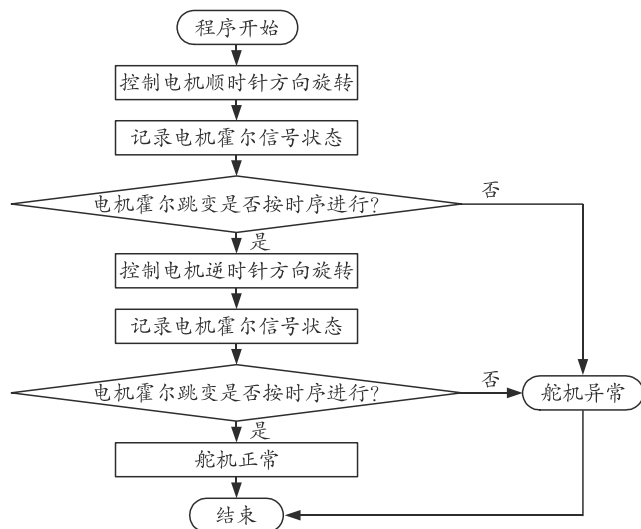 程序开始
控制电机顺时针方向旋转
记录电机霍尔信号状态
电机霍尔跳变是否按时序进行?
否
是
控制电机逆时针方向旋转
记录电机霍尔信号状态
电机霍尔跳变是否按时序进行?
否
舵机异常
是
舵机正常
结束